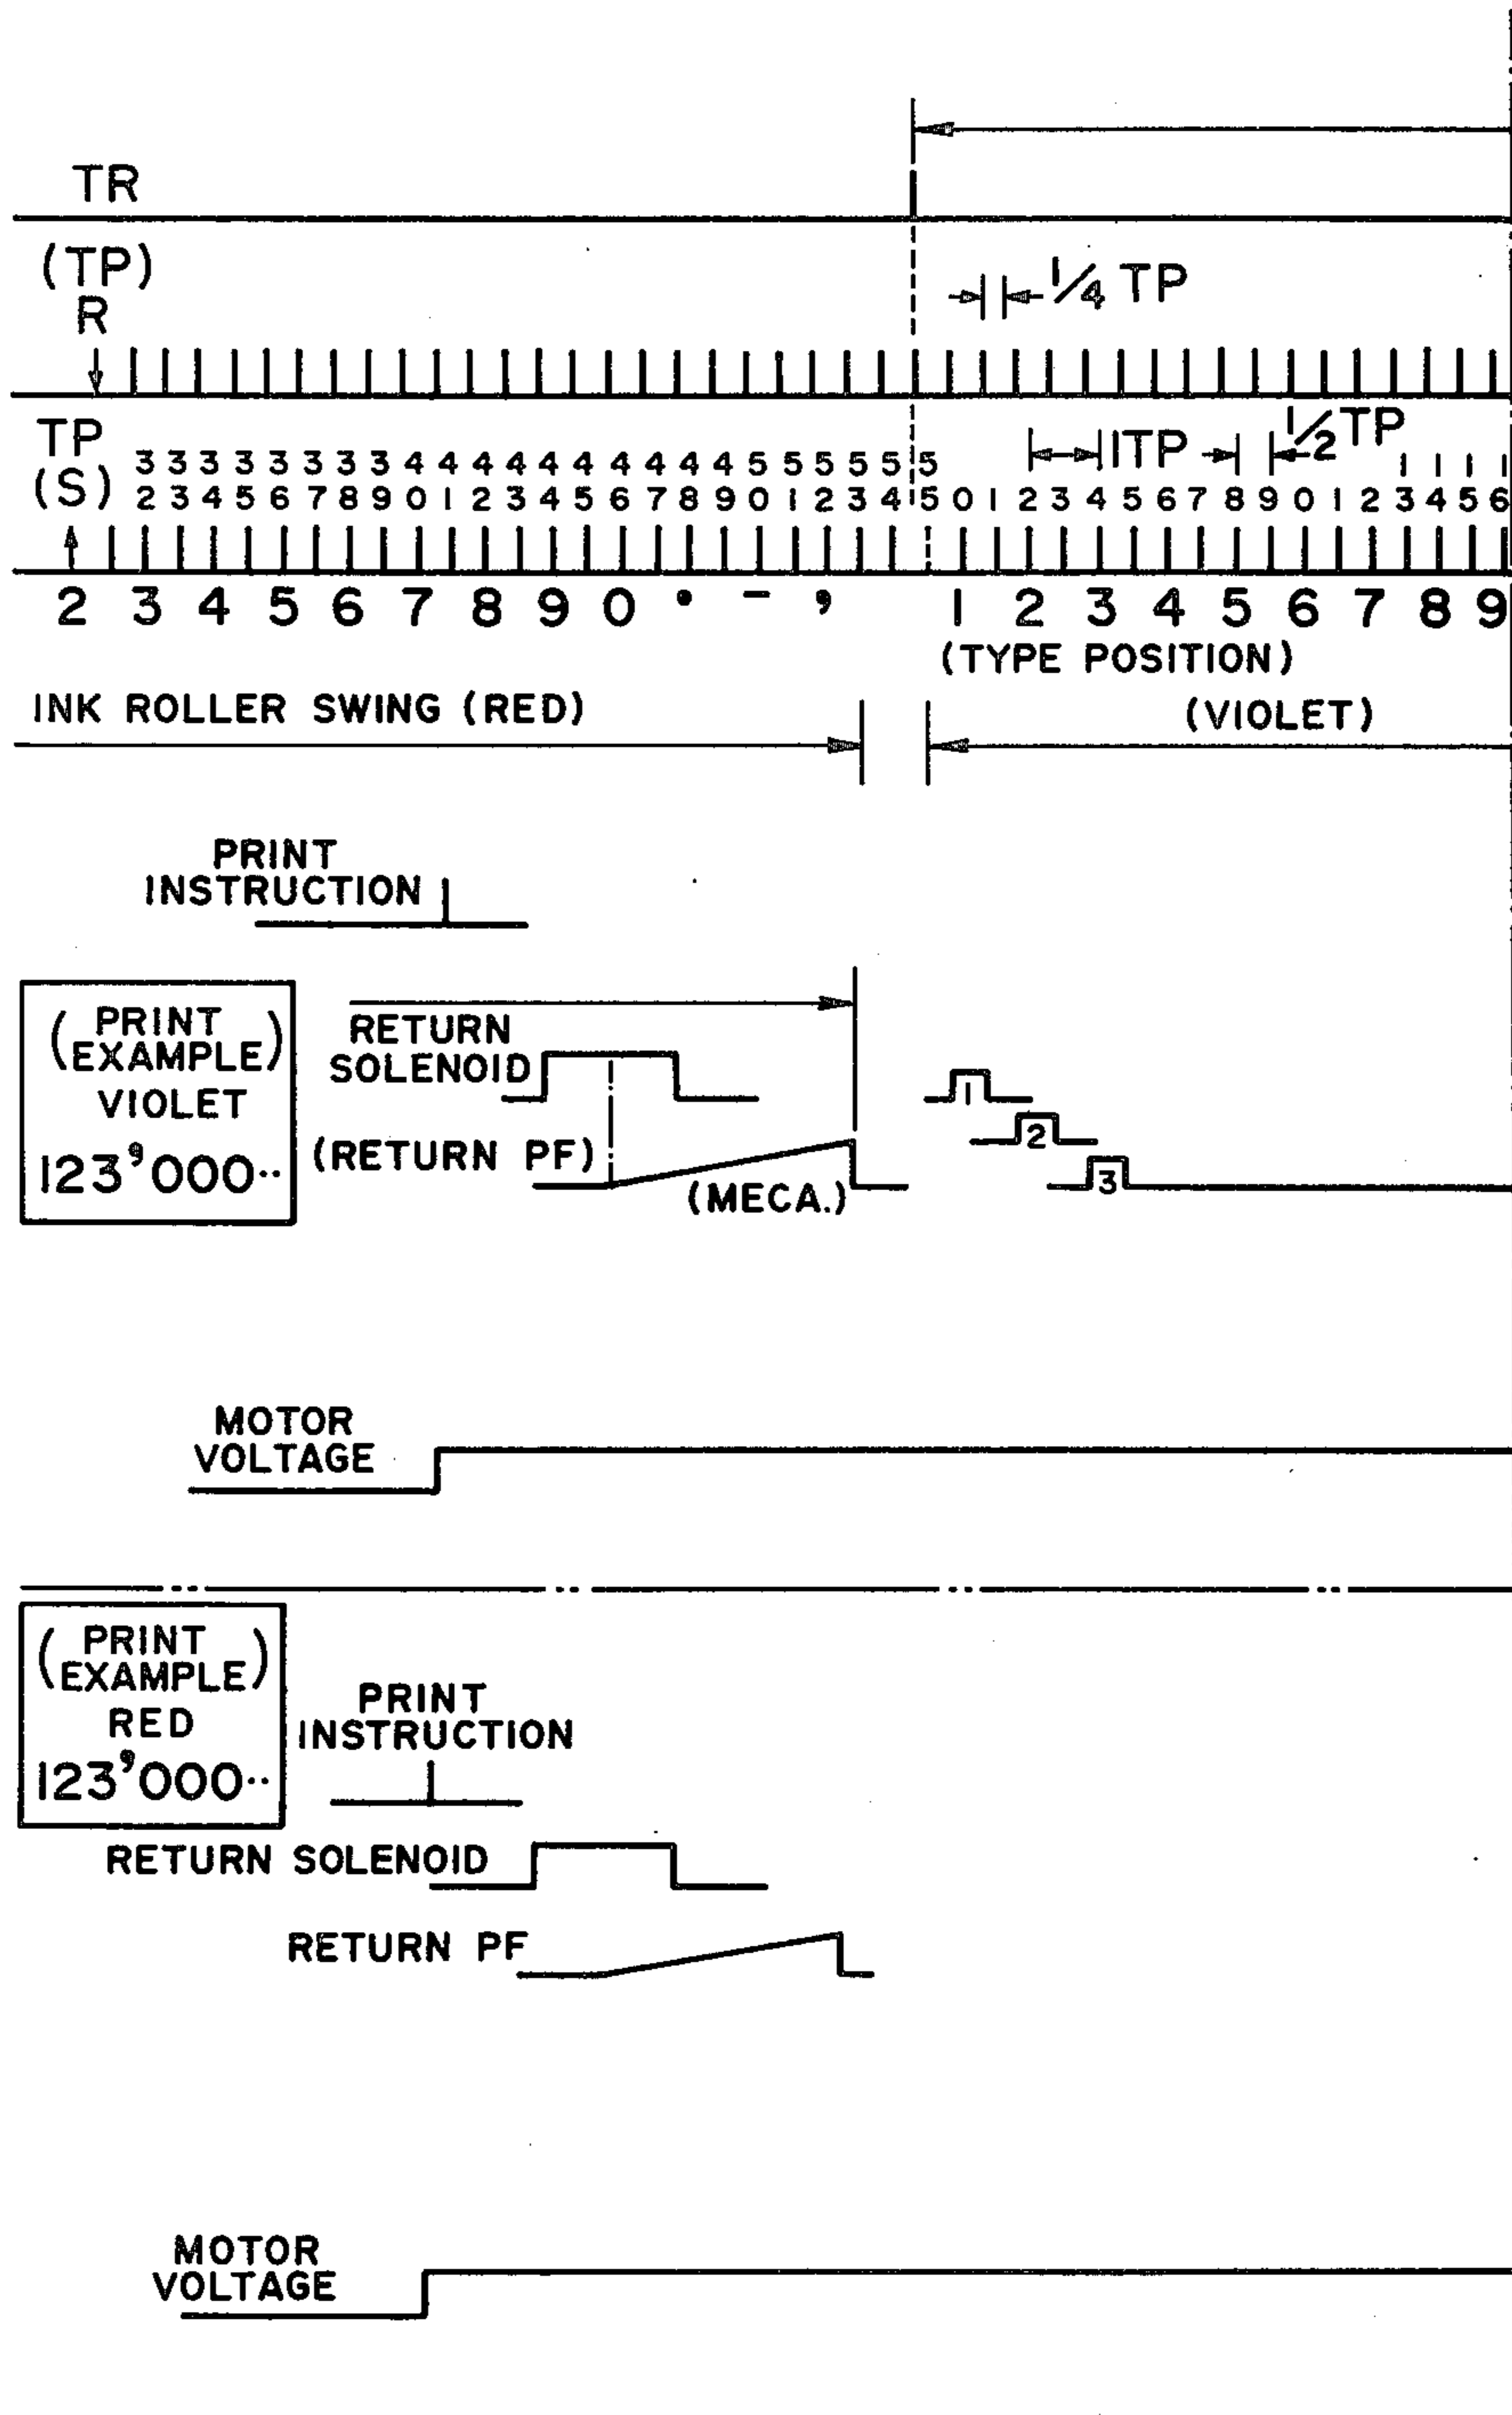 TR
(TP)
R
1/4 TP
TP
(S)
1TP
1/2 TP
3 3 3 3 3 3 3 3 4 4 4 4 4 4 4 4 4 4 5 5 5 5 5 5 1 1 1 1
2 3 4 5 6 7 8 9 0 1 2 3 4 5 6 7 8 9 0 1 2 3 4 5 0 1 2 3 4 5 6 7 8 9 0 1 2 3 4 5 6
2 3 4 5 6 7 8 9 0 • - , 1 2 3 4 5 6 7 8 9
(TYPE POSITION)
INK ROLLER SWING (RED)
(VIOLET)
PRINT
INSTRUCTION
(PRINT
EXAMPLE)
VIOLET
123,000..
RETURN
SOLENOID
(RETURN PF)
(MECA.)
1
2
3
MOTOR
VOLTAGE
(PRINT
EXAMPLE)
RED
123,000..
PRINT
INSTRUCTION
RETURN SOLENOID
RETURN PF
MOTOR
VOLTAGE